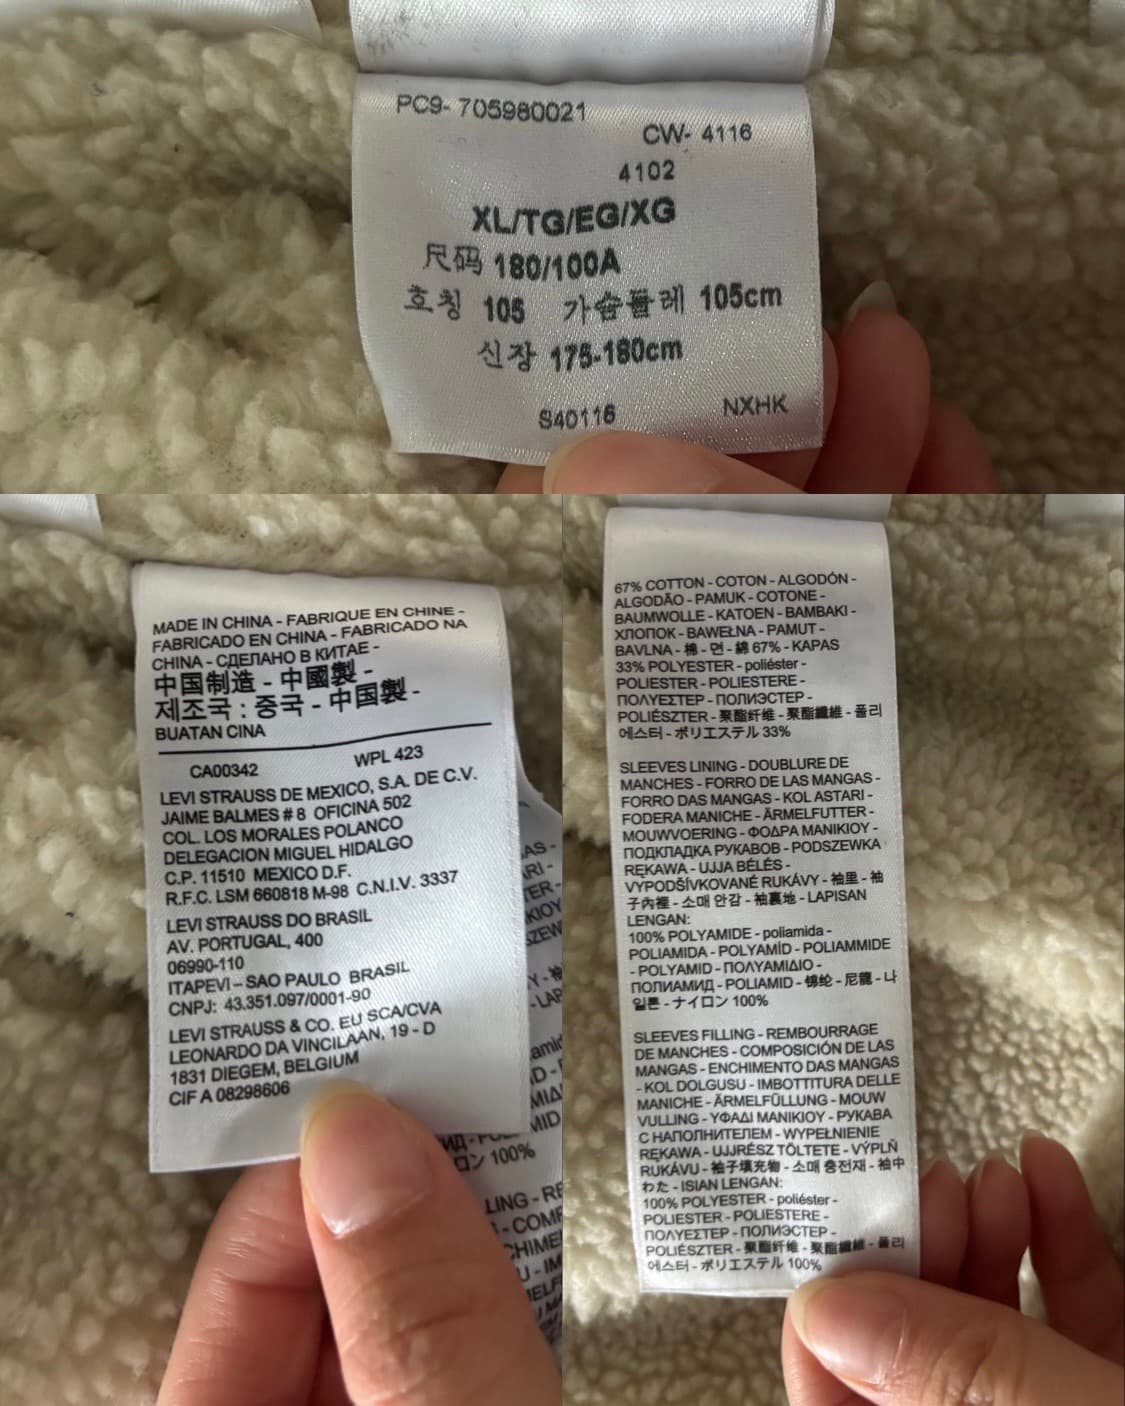 PC9- 705980021
CW- 4116
4102
XL/TG/EG/XG
尺码 180/100A
호칭 105 가슴둘레 105cm
신장 175-180cm
S40116 NXHK
MADE IN CHINA - FABRIQUE EN CHINE -
FABRICADO EN CHINA - FABRICADO NA
CHINA - СДЕЛАНО В КИТАЕ -
中国制造 - 中國製 -
제조국 : 중국 - 中国製 -
BUATAN CINA
CA00342 WPL 423
LEVI STRAUSS DE MEXICO, S.A. DE C.V.
JAIME BALMES # 8 OFICINA 502
COL. LOS MORALES POLANCO
DELEGACION MIGUEL HIDALGO
C.P. 11510 MEXICO D.F.
R.F.C. LSM 660818 M-98 C.N.I.V. 3337
LEVI STRAUSS DO BRASIL
AV. PORTUGAL, 400
06990-110
ITAPEVI – SAO PAULO BRASIL
CNPJ: 43.351.097/0001-90
LEVI STRAUSS & CO. EU SCA/CVA
LEONARDO DA VINCILAAN, 19 - D
1831 DIEGEM, BELGIUM
CIF A 08298606
67% COTTON - COTON - ALGODÓN -
ALGODÃO - PAMUK - COTONE -
BAUMWOLLE - KATOEN - BAMBAKI -
ХЛОПОК - BAWEŁNA - PAMUT -
BAVLNA - 棉 - 면 - 綿 67% - KAPAS
33% POLYESTER - poliéster -
POLIESTER - POLIESTERE -
ΠΟΛΥΕΣΤΕΡ - ПОЛИЭСТЕР -
POLIÉSZTER - 聚酯纤维 - 聚酯纖維 - 폴리
에스터 - ポリエステル 33%
SLEEVES LINING - DOUBLURE DE
MANCHES - FORRO DE LAS MANGAS -
FORRO DAS MANGAS - KOL ASTARI -
FODERA MANICHE - ÄRMELFUTTER -
MOUWVOERING - ΦΟΔΡΑ ΜΑΝΙΚΙΟΥ -
ПОДКЛАДКА РУКАВОВ - PODSZEWKA
RĘKAWA - UJJA BÉLÉS -
VYPODŠÍVKOVANÉ RUKÁVY - 袖里 - 袖
子內裡 - 소매 안감 - 袖裏地 - LAPISAN
LENGAN:
100% POLYAMIDE - poliamida -
POLIAMIDA - POLYAMİD - POLIAMMIDE
- POLYAMID - ΠΟΛΥΑΜΙΔΙΟ -
ПОЛИАМИД - POLIAMID - 锦纶 - 尼龍 - 나
일론 - ナイロン 100%
SLEEVES FILLING - REMBOURRAGE
DE MANCHES - COMPOSICIÓN DE LAS
MANGAS - ENCHIMENTO DAS MANGAS
- KOL DOLGUSU - IMBOTTITURA DELLE
MANICHE - ÄRMELFÜLLUNG - MOUW
VULLING - ΥΦΑΔΙ ΜΑΝΙΚΙΟΥ - РУКАВА
С НАПОЛНИТЕЛЕМ - WYPEŁNIENIE
RĘKAWA - UJJRÉSZ TÖLTETE - VÝPLŇ
RUKÁVU - 袖子填充物 - 소매 충전재 - 袖中
わた - ISIAN LENGAN:
100% POLYESTER - poliéster -
POLIESTER - POLIESTERE -
ΠΟΛΥΕΣΤΕΡ - ПОЛИЭСТЕР -
POLIÉSZTER - 聚酯纤维 - 聚酯纖維 - 폴리
에스터 - ポリエステル 100%